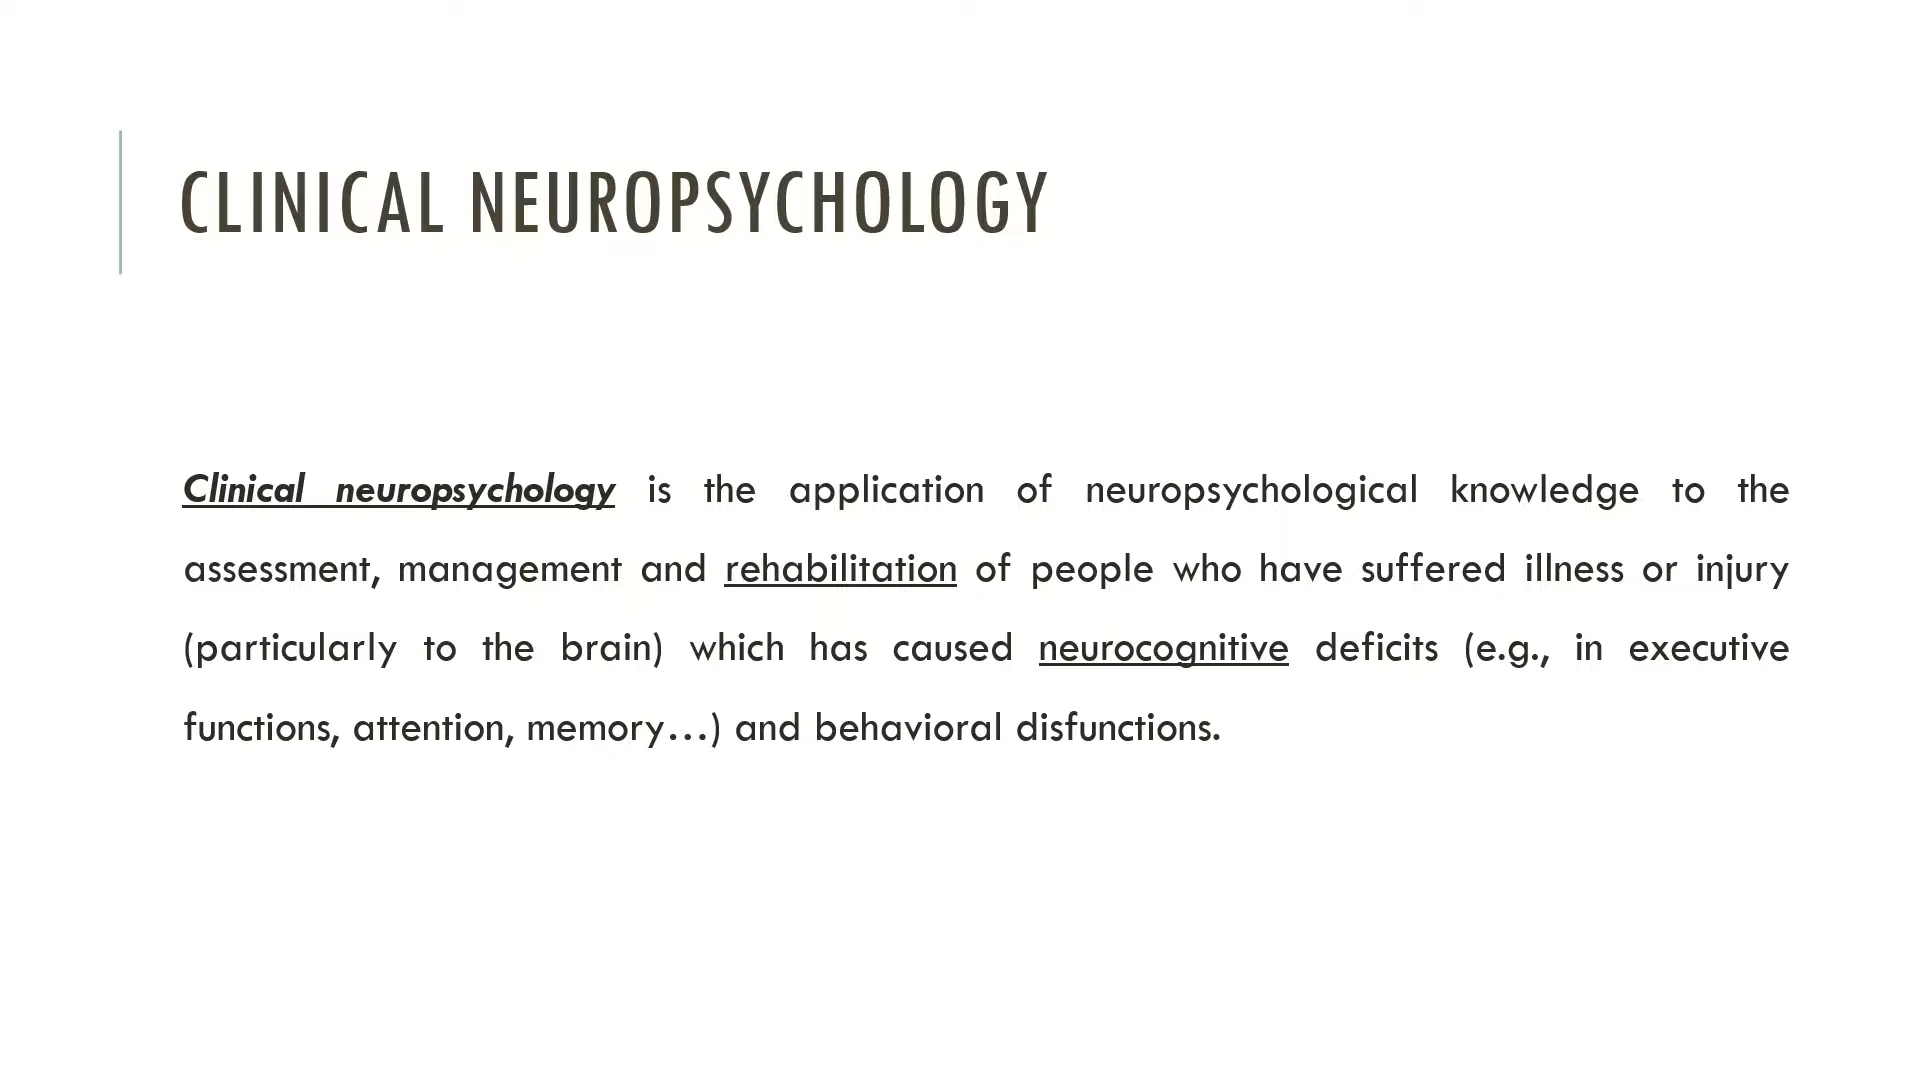 CLINICAL NEUROPSYCHOLOGY
Clinical neuropsychology is the application of neuropsychological knowledge to the
assessment, management and rehabilitation of people who have suffered illness or injury
(particularly to the brain) which has caused neurocognitive deficits (e.g., in executive
functions, attention, memory…) and behavioral disfunctions.